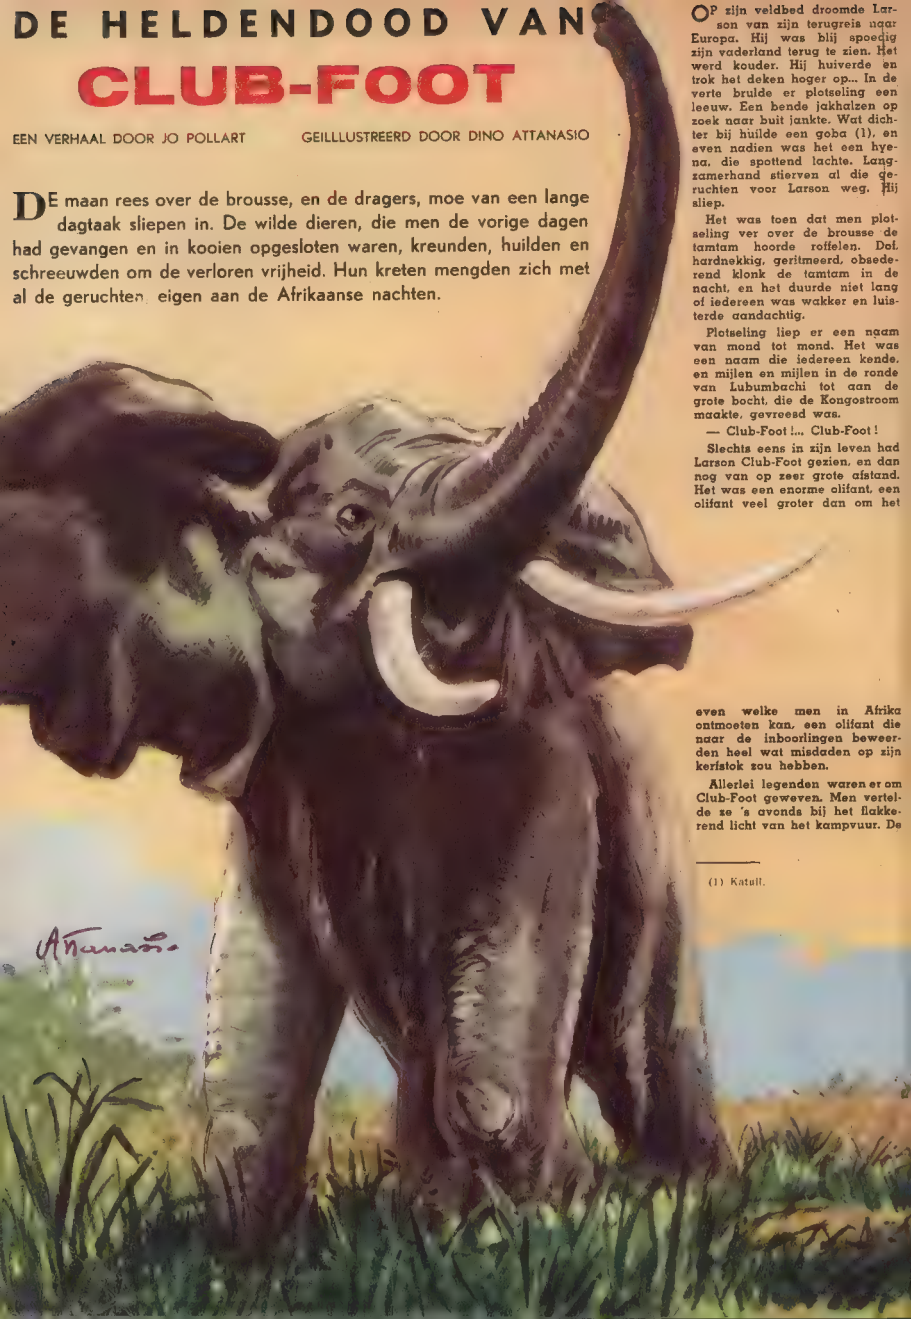 DE HELDENDOOD VAN
CLUB-FOOT
EEN VERHAAL DOOR JO POLLART GEILLLUSTREERD DOOR DINO ATTANASIO
DE maan rees over de brousse, en de dragers, moe van een lange
dagtaak sliepen in. De wilde dieren, die men de vorige dagen
had gevangen en in kooien opgesloten waren, kreunden, huilden en
schreeuwden om de verloren vrijheid. Hun kreten mengden zich met
al de geruchten eigen aan de Afrikaanse nachten.
OP zijn veldbed droomde Lar-
son van zijn terugreis naar
Europa. Hij was blij spoedig
zijn vaderland terug te zien. Het
werd kouder. Hij huiverde en
trok het deken hoger op... In de
verte brulde er plotseling een
leeuw. Een bende jakhalzen op
zoek naar buit jankte. Wat dich-
ter bij huilde een goba (1), en
even nadien was het een hye-
na, die spottend lachte. Lang-
zamerhand stierven al die ge-
ruchten voor Larson weg. Hij
sliep.
Het was toen dat men plot-
seling ver over de brousse de
tamtam hoorde roffelen. Dof,
hardnekkig, geritmeerd, obsede-
rend klonk de tamtam in de
nacht, en het duurde niet lang
of iedereen was wakker en luis-
terde aandachtig.
Plotseling liep er een naam
van mond tot mond. Het was
een naam die iedereen kende,
en mijlen en mijlen in de ronde
van Lubumbachi tot aan de
grote bocht, die de Kongostroom
maakte, gevreesd was.
— Club-Foot !... Club-Foot !
Slechts eens in zijn leven had
Larson Club-Foot gezien, en dan
nog van op zeer grote afstand.
Het was een enorme olifant, een
olifant veel groter dan om het
even welke men in Afrika
ontmoeten kan, een olifant die
naar de inboorlingen beweer-
den heel wat misdaden op zijn
kerfstok zou hebben.
Allerlei legenden waren er om
Club-Foot geweven. Men vertel-
de ze 's avonds bij het flakke-
rend licht van het kampvuur. De
(1) Katuil.
Attanasio